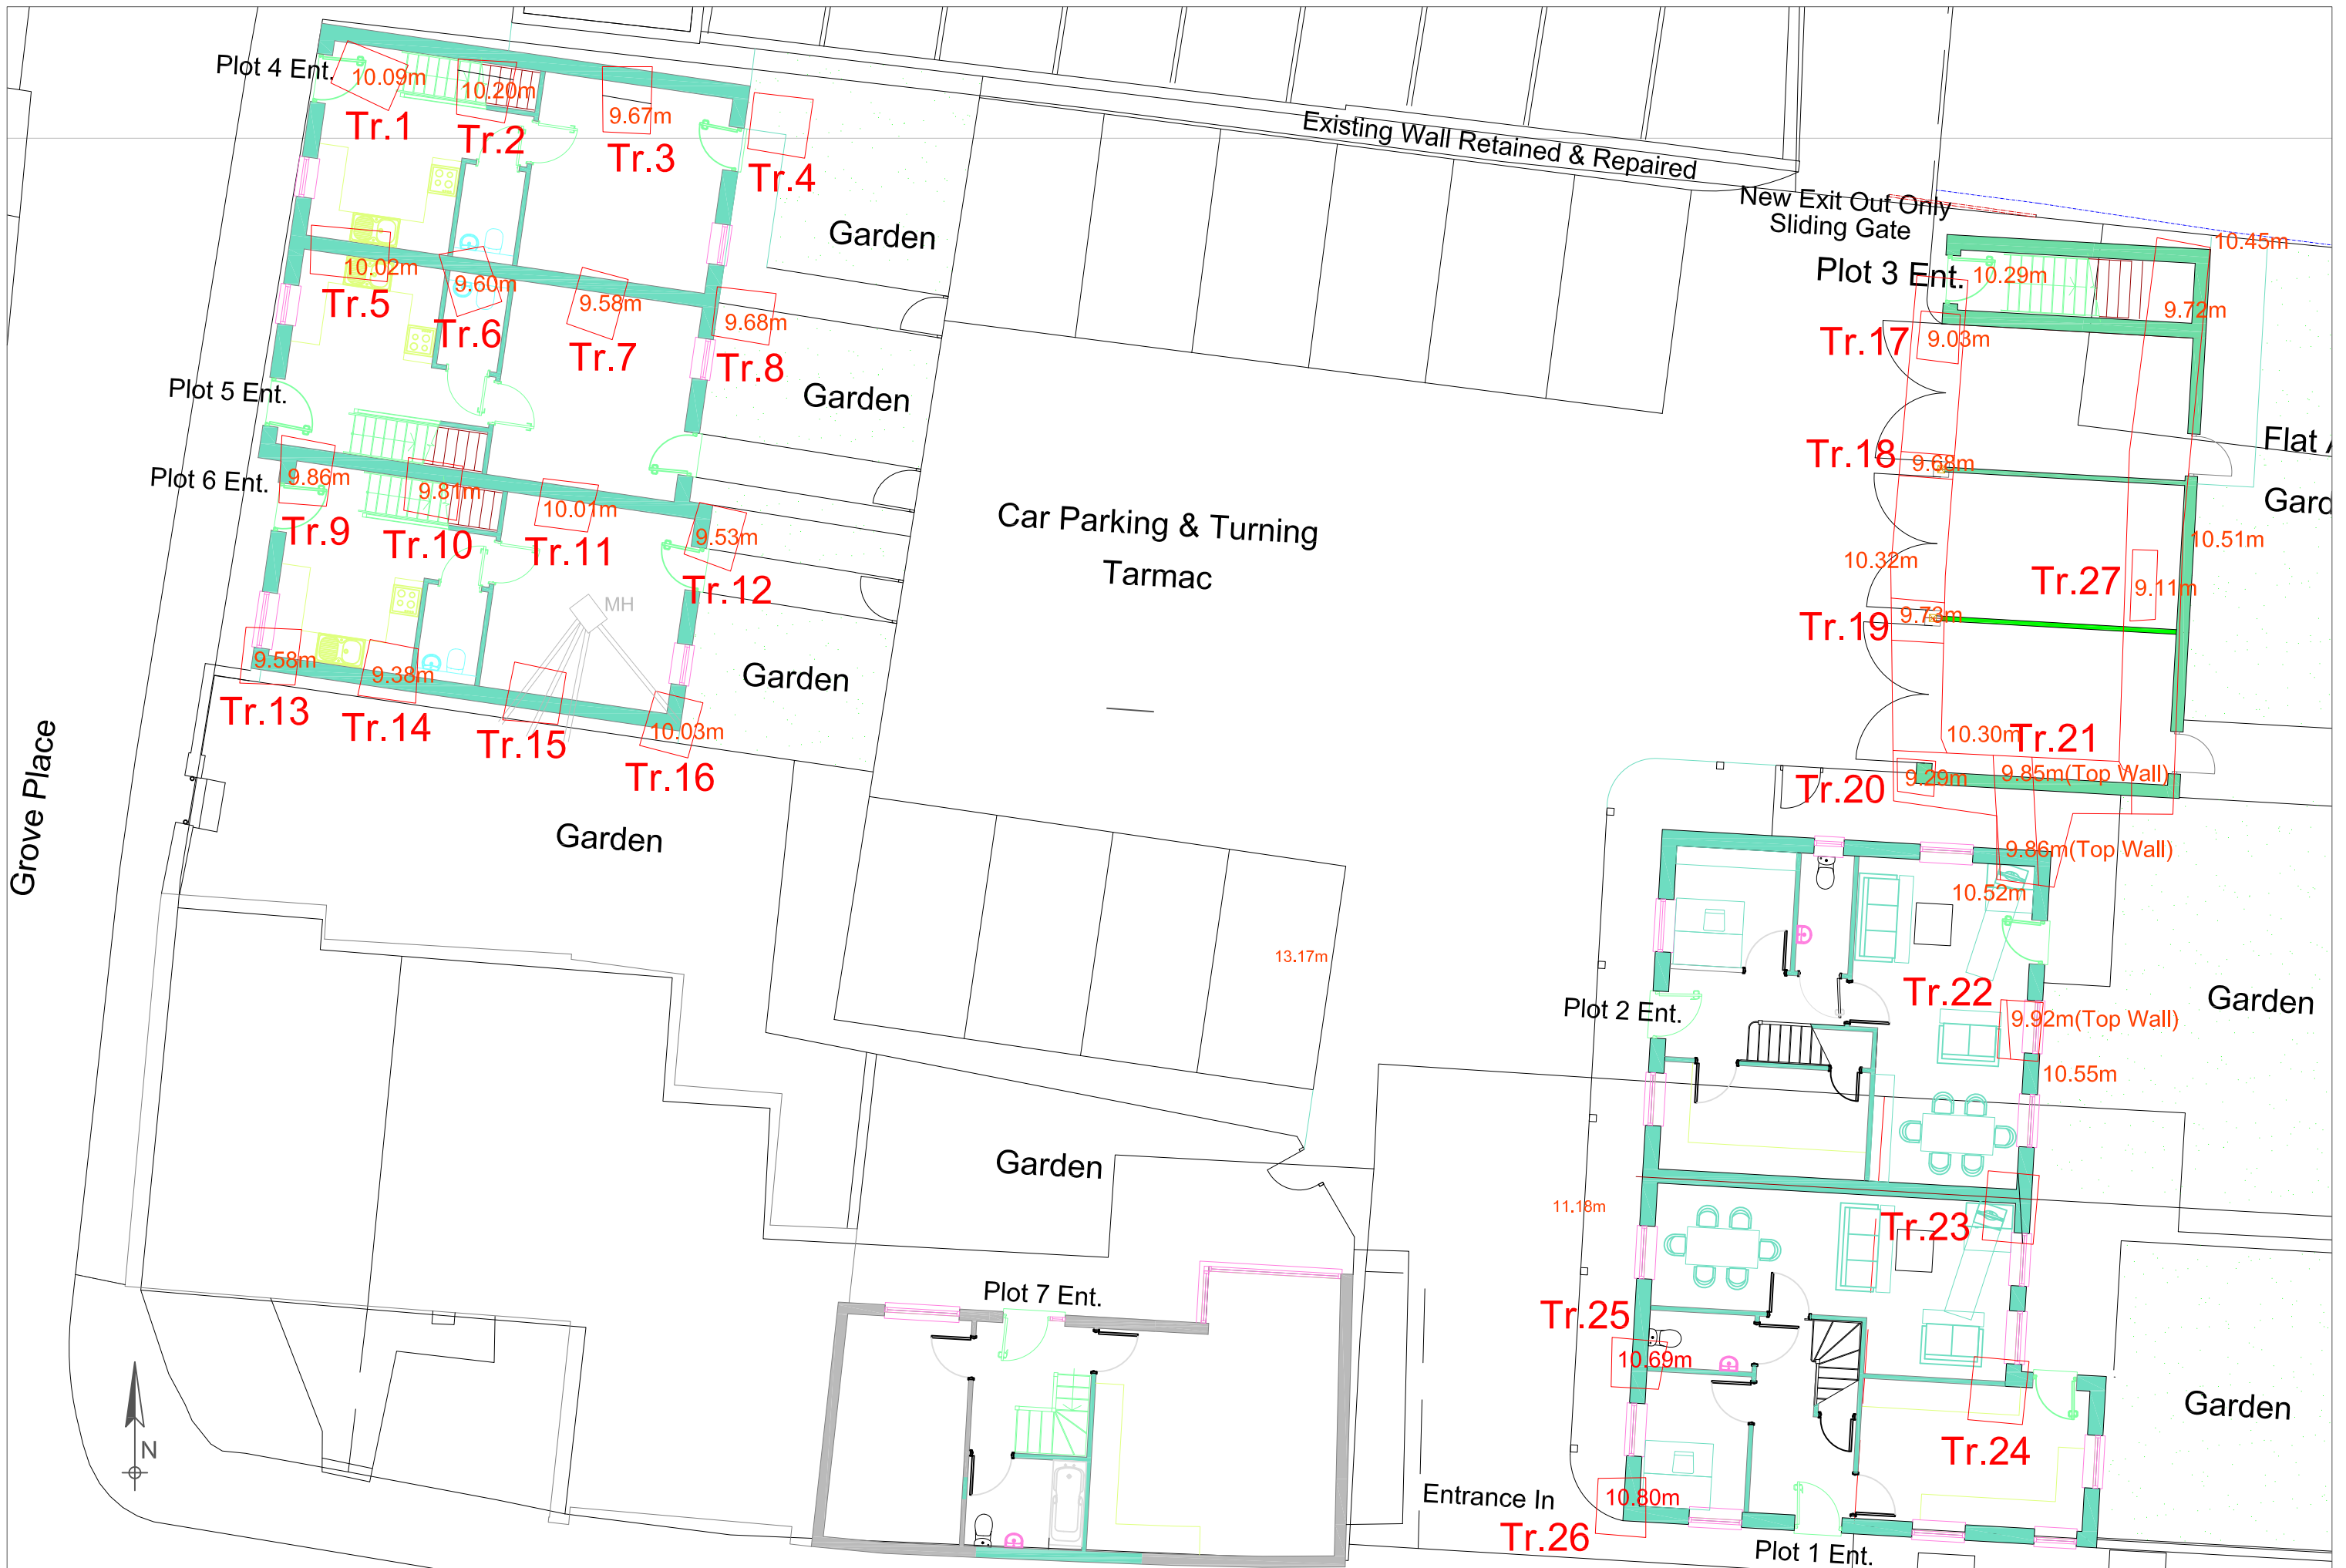 Plot 4 Ent.
10.09m
10.20m
9.67m
Tr.1
Tr.2
Tr.3
Tr.4
Existing Wall Retained & Repaired
Garden
New Exit Out Only
Sliding Gate
Plot 3 Ent.
10.29m
10.45m
9.72m
10.02m
9.60m
9.58m
9.68m
Tr.5
Tr.6
Tr.7
Tr.8
Tr.17
9.03m
Plot 5 Ent.
Garden
Plot 6 Ent.
9.86m
9.81m
10.01m
9.53m
Tr.9
Tr.10
Tr.11
Tr.12
MH
Car Parking & Turning
Tarmac
Tr.18
9.68m
10.32m
10.51m
Tr.27
9.11m
Tr.19
9.73m
9.58m
9.38m
Tr.13
Tr.14
Tr.15
10.03m
Tr.16
Garden
10.30m
Tr.21
Tr.20
9.29m
9.85m(Top Wall)
Grove Place
Garden
9.86m(Top Wall)
10.52m
13.17m
Tr.22
Plot 2 Ent.
9.92m(Top Wall)
Garden
10.55m
Garden
11.18m
Tr.23
Plot 7 Ent.
Tr.25
10.69m
Garden
Tr.24
N
Entrance In
10.80m
Tr.26
Plot 1 Ent.